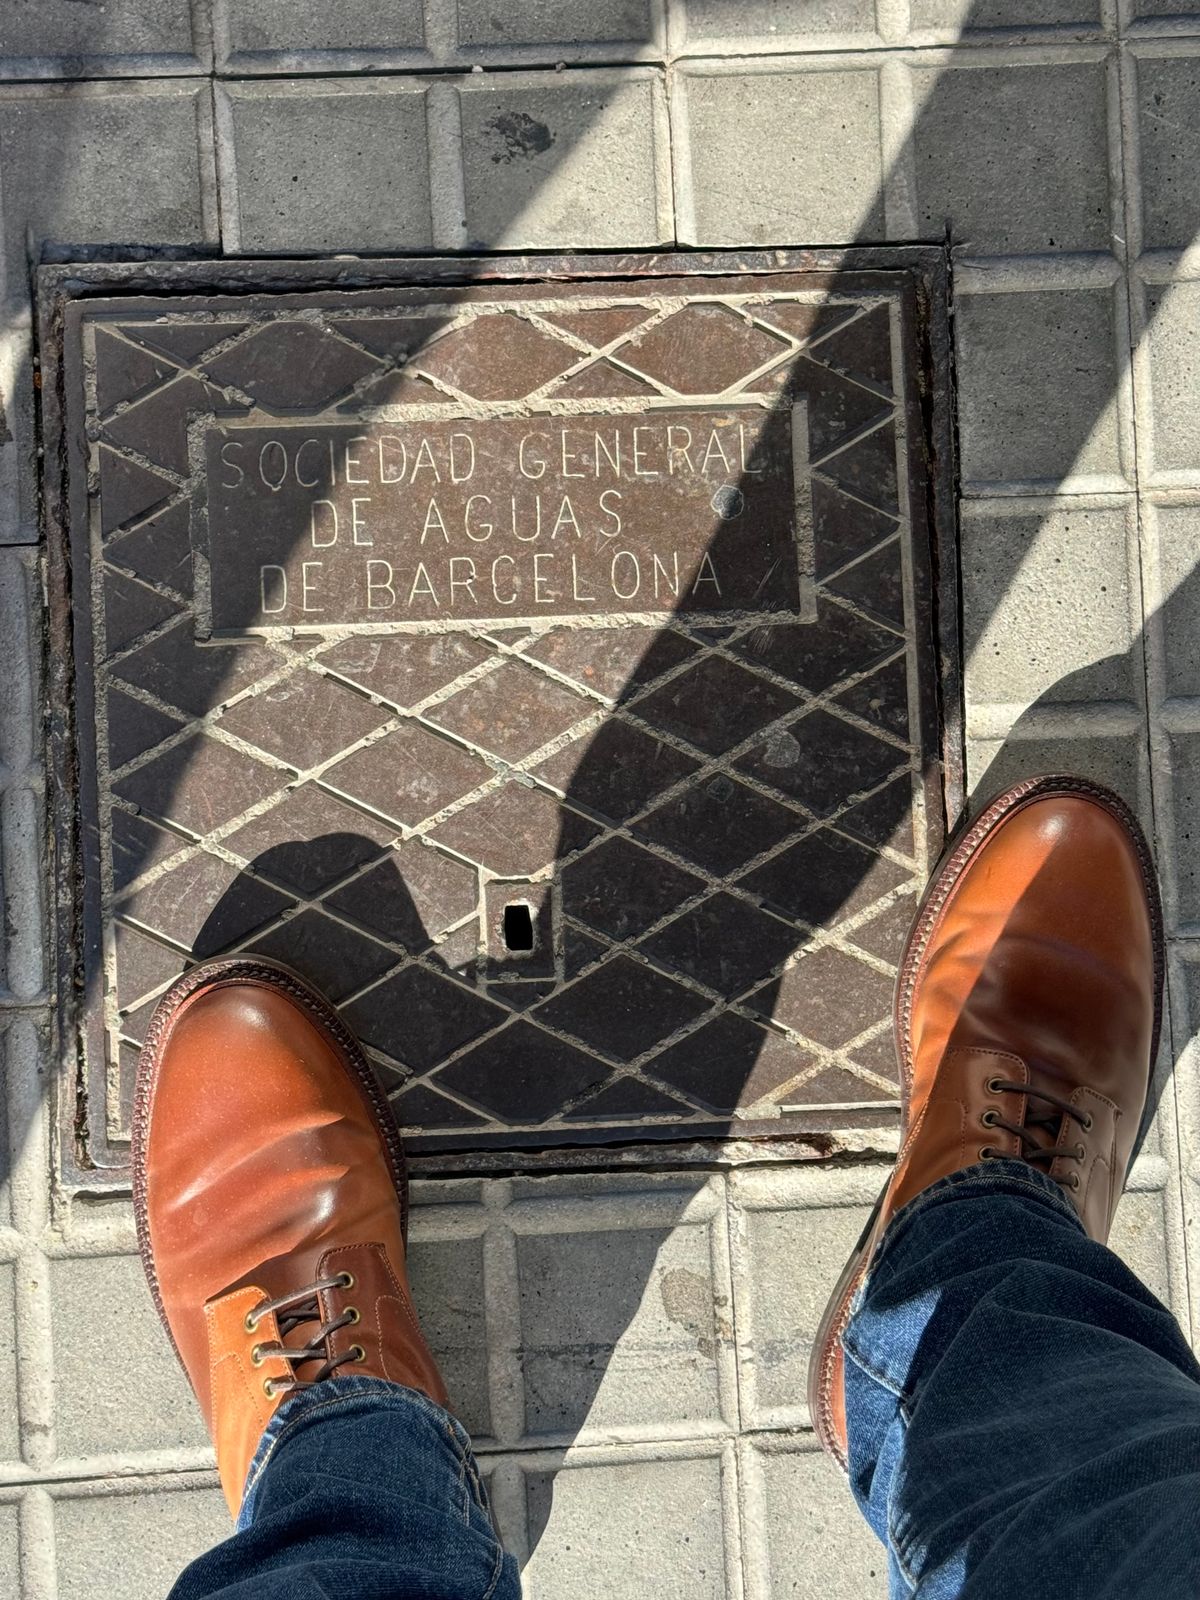 SOCIEDAD GENERAL
DE AGUAS
DE BARCELONA